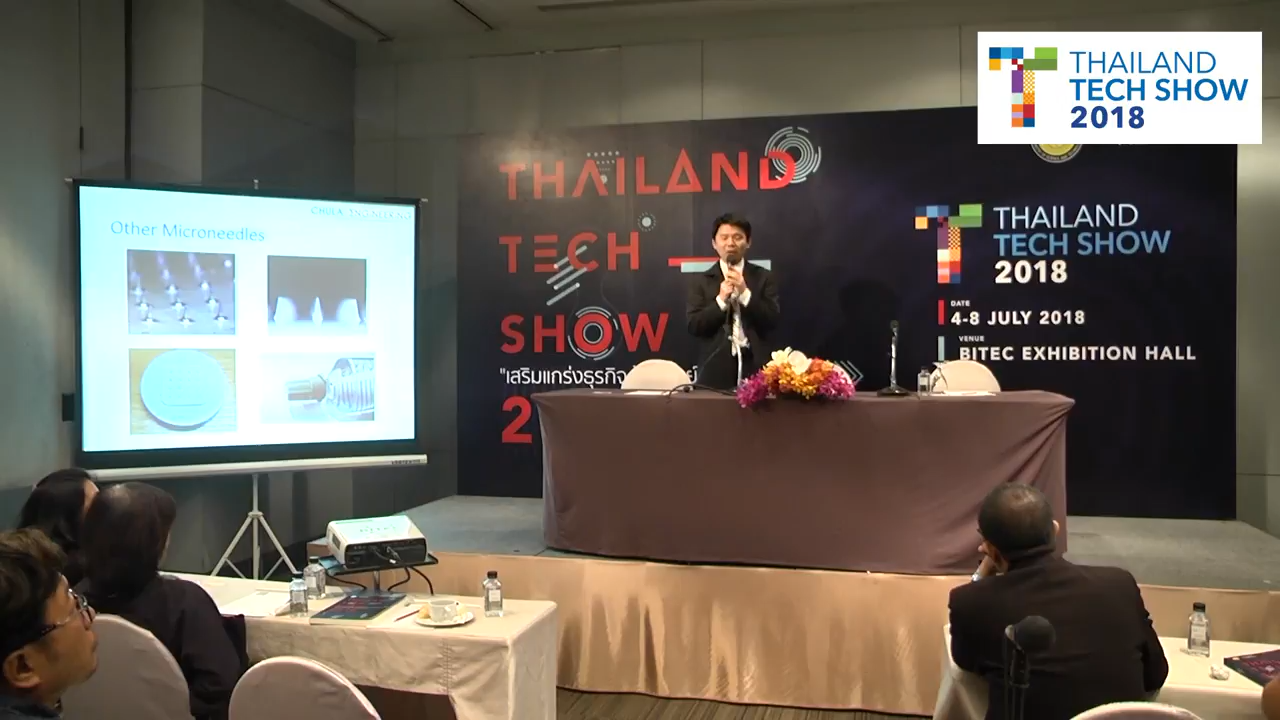 THAILAND
TECH SHOW
2018
CHULA ENGINEERING
Other Microneedles
THAILAND
TECH
SHOW
"เสริมแกร่งธุรกิจ
2
THAILAND
TECH SHOW
2018
DATE
4-8 JULY 2018
VENUE
BITEC EXHIBITION HALL